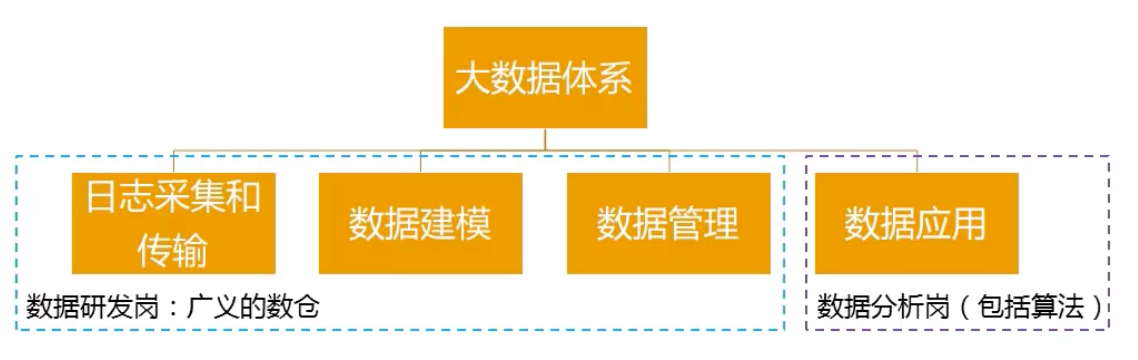 大数据体系
日志采集和
传输
数据建模
数据管理
数据应用
数据研发岗：广义的数仓
数据分析岗（包括算法）